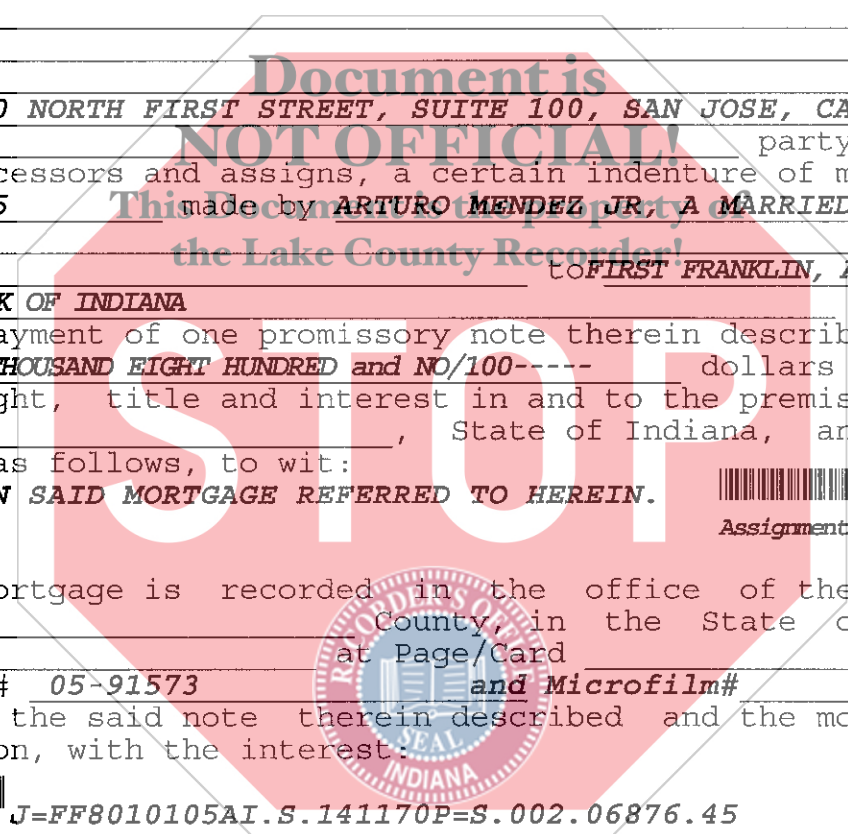 Document is
0 NORTH FIRST STREET, SUITE 100, SAN JOSE, CA
NOT OFFICIAL!
party
cessors and assigns, a certain indenture of m
5 made by ARTURO MENDEZ JR, A MARRIED
This Document is the property of
the Lake County Recorder!
toFIRST FRANKLIN, A
K OF INDIANA
ayment of one promissory note therein describ
THOUSAND EIGHT HUNDRED and NO/100----- dollars
ght, title and interest in and to the premis
, State of Indiana, an
as follows, to wit:
N SAID MORTGAGE REFERRED TO HEREIN.
Assignment
STOP
ortgage is recorded in the office of the
County, in the State o
at Page/Card
# 05-91573 and Microfilm#
the said note therein described and the mo
on, with the interest:
RECORDER'S OFFICE
SEAL
INDIANA
J=FF8010105AI.S.141170P=S.002.06876.45